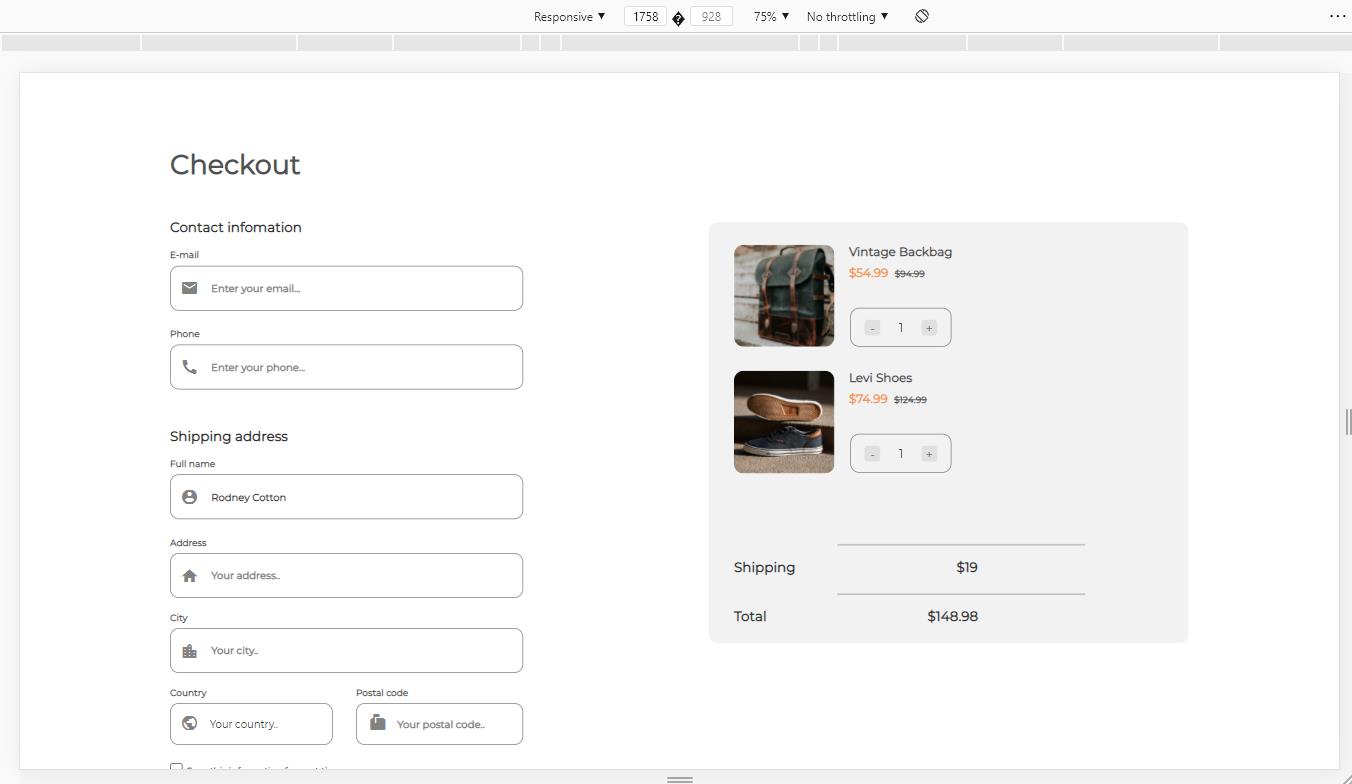 Responsive ▼ 1758 928 75% ▼ No throttling ▼ ...
Checkout
Contact infomation
E-mail
Enter your email...
Phone
Enter your phone...
Shipping address
Full name
Rodney Cotton
Address
Your address..
City
Your city..
Country Postal code
Your country.. Your postal code..
Vintage Backbag
$54.99 $94.99
- 1 +
Levi Shoes
$74.99 $124.99
- 1 +
Shipping $19
Total $148.98